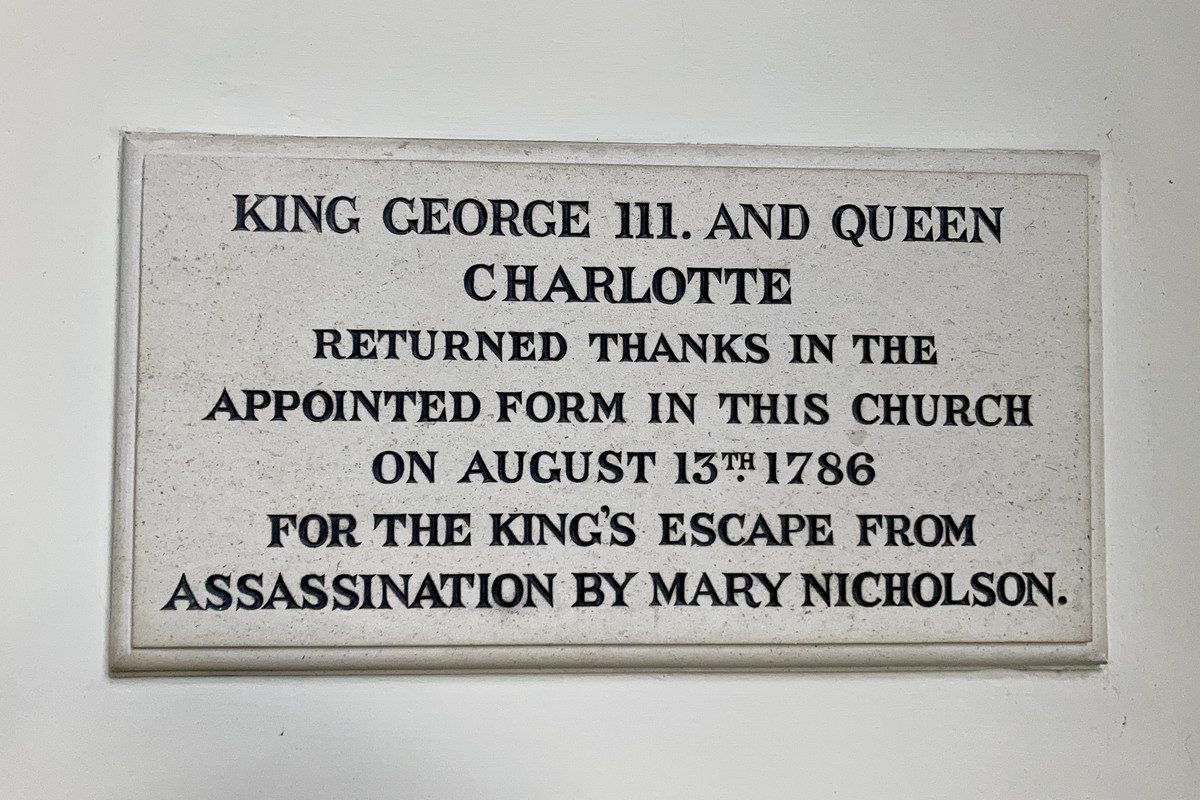 KING GEORGE 111. AND QUEEN
CHARLOTTE
RETURNED THANKS IN THE
APPOINTED FORM IN THIS CHURCH
ON AUGUST 13TH. 1786
FOR THE KING'S ESCAPE FROM
ASSASSINATION BY MARY NICHOLSON.